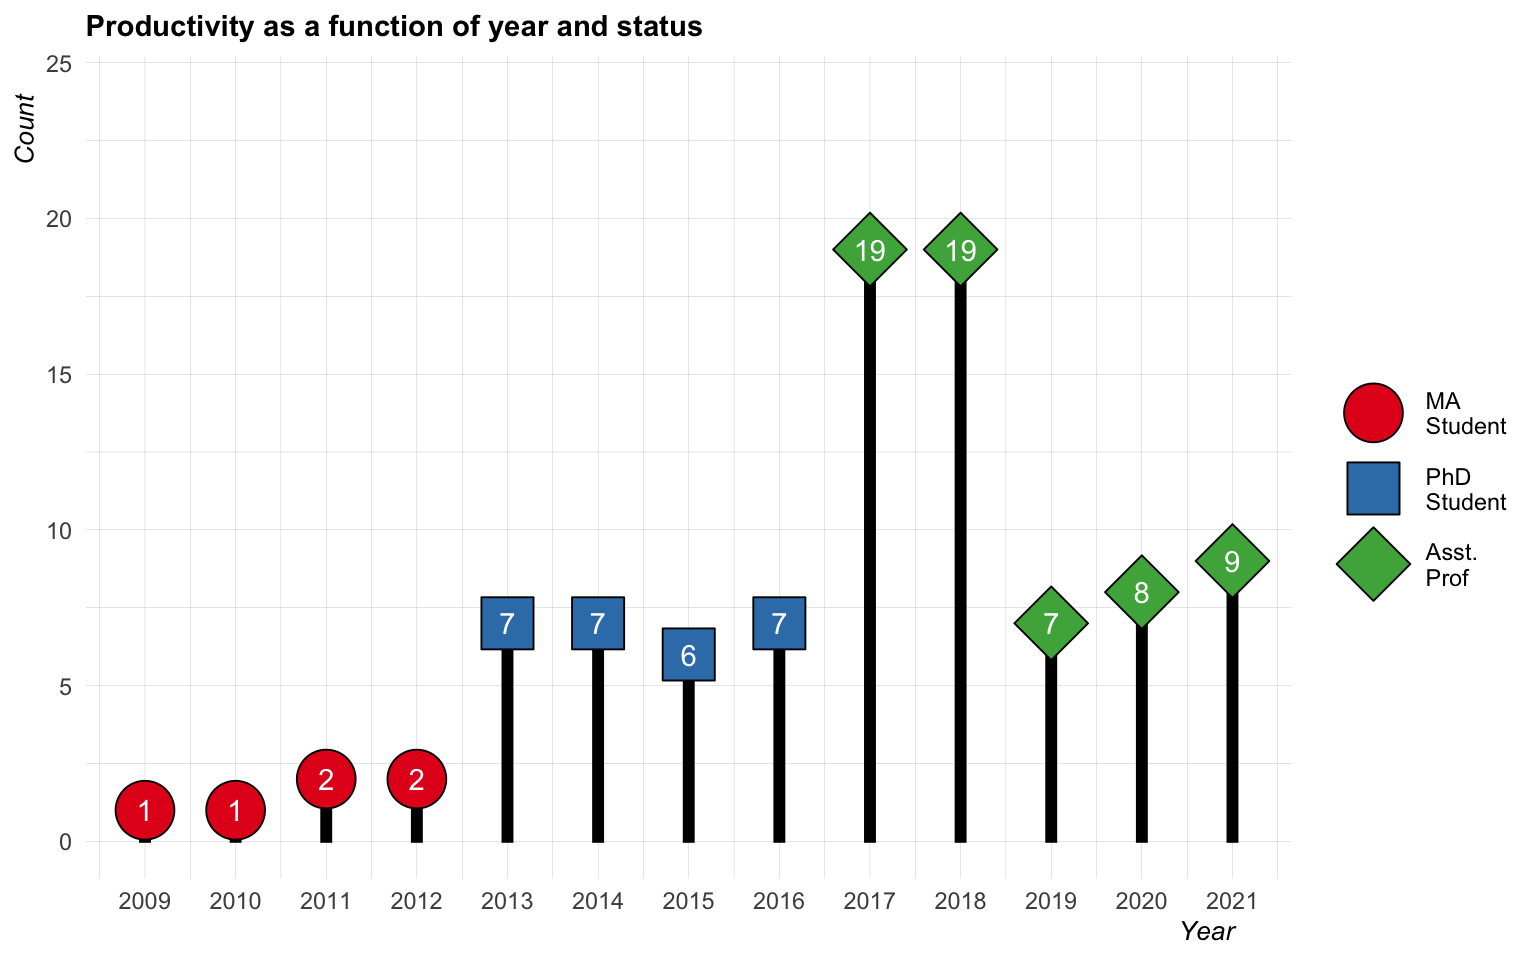 Productivity as a function of year and status
Count
25
20
15
10
5
0
1
1
2
2
7
7
6
7
19
19
7
8
9
2009 2010 2011 2012 2013 2014 2015 2016 2017 2018 2019 2020 2021
Year
MA
Student
PhD
Student
Asst.
Prof